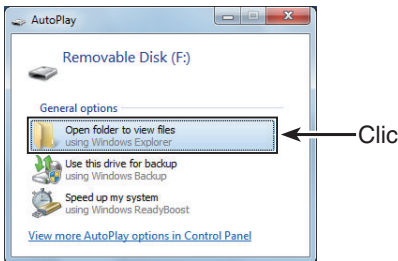 AutoPlay
Removable Disk (F:)
General options
Open folder to view files
using Windows Explorer
Clic
Use this drive for backup
using Windows Backup
Speed up my system
using Windows ReadyBoost
View more AutoPlay options in Control Panel